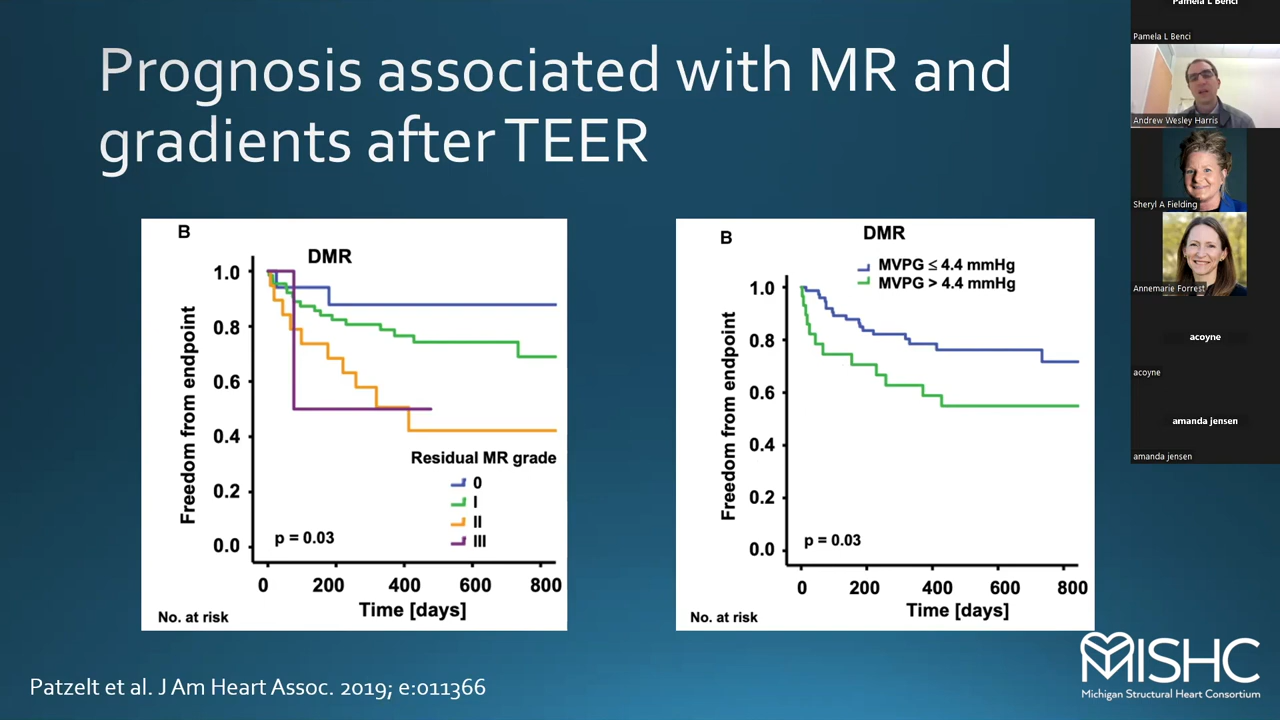 Prognosis associated with MR and
gradients after TEER
B
DMR
1.0
0.8
0.6
0.4
0.2
0.0
Freedom from endpoint
Residual MR grade
0
I
II
III
p = 0.03
0 200 400 600 800
Time [days]
No. at risk
B
DMR
MVPG ≤ 4.4 mmHg
MVPG > 4.4 mmHg
1.0
0.8
0.6
0.4
0.2
0.0
Freedom from endpoint
p = 0.03
0 200 400 600 800
Time [days]
No. at risk
Patzelt et al. J Am Heart Assoc. 2019; e:011366
MISHC
Michigan Structural Heart Consortium
Pamela L Benci
Pamela L Benci
Andrew Wesley Harris
Sheryl A Fielding
Annemarie Forrest
acoyne
acoyne
amanda jensen
amanda jensen